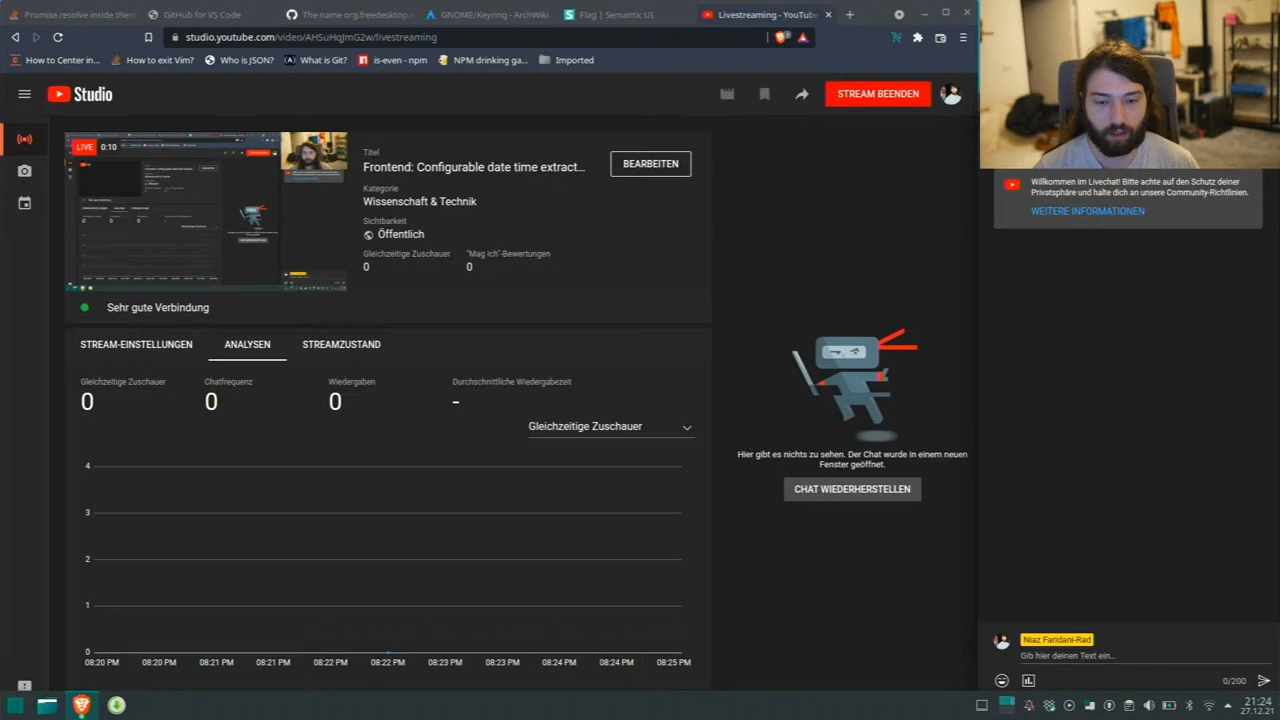 Promise resolve inside then
GitHub for VS Code
The name org.freedesktop.
GNOME/Keyring - ArchWiki
Flag | Semantic UI
Livestreaming - YouTube
studio.youtube.com/video/AHSuHqJmG2w/livestreaming
How to Center in...
How to exit Vim?
Who is JSON?
What is Git?
is-even - npm
NPM drinking ga...
Imported
Studio
STREAM BEENDEN
LIVE 0:10
Titel
Frontend: Configurable date time extract...
BEARBEITEN
Kategorie
Wissenschaft & Technik
Sichtbarkeit
Öffentlich
Gleichzeitige Zuschauer
"Mag ich"-Bewertungen
0
0
Sehr gute Verbindung
STREAM-EINSTELLUNGEN
ANALYSEN
STREAMZUSTAND
Gleichzeitige Zuschauer
Chatfrequenz
Wiedergaben
Durchschnittliche Wiedergabezeit
0
0
0
-
Gleichzeitige Zuschauer
4
3
2
1
0
08:20 PM
08:20 PM
08:21 PM
08:21 PM
08:22 PM
08:22 PM
08:23 PM
08:23 PM
08:24 PM
08:24 PM
08:25 PM
Hier gibt es nichts zu sehen. Der Chat wurde in einem neuen
Fenster geöffnet.
CHAT WIEDERHERSTELLEN
Willkommen im Livechat! Bitte achte auf den Schutz deiner
Privatsphäre und halte dich an unsere Community-Richtlinien.
WEITERE INFORMATIONEN
Niaz Faridani-Rad
Gib hier deinen Text ein...
0/200
21:24
27.12.21